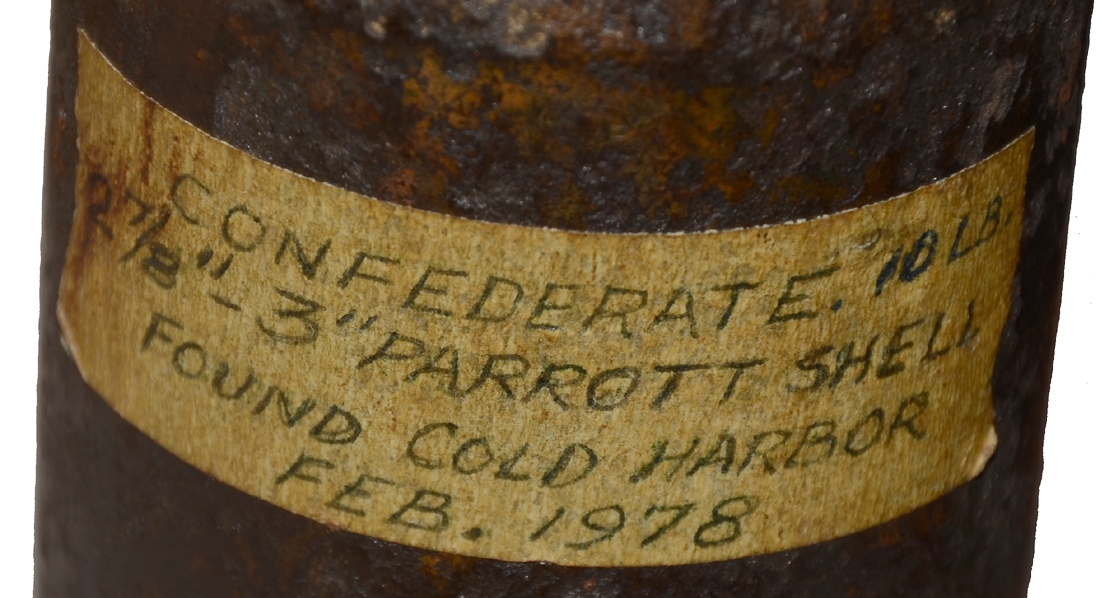 CONFEDERATE. 10 LB.
2 7/8" - 3" PARROTT SHELL
FOUND COLD HARBOR
FEB. 1978